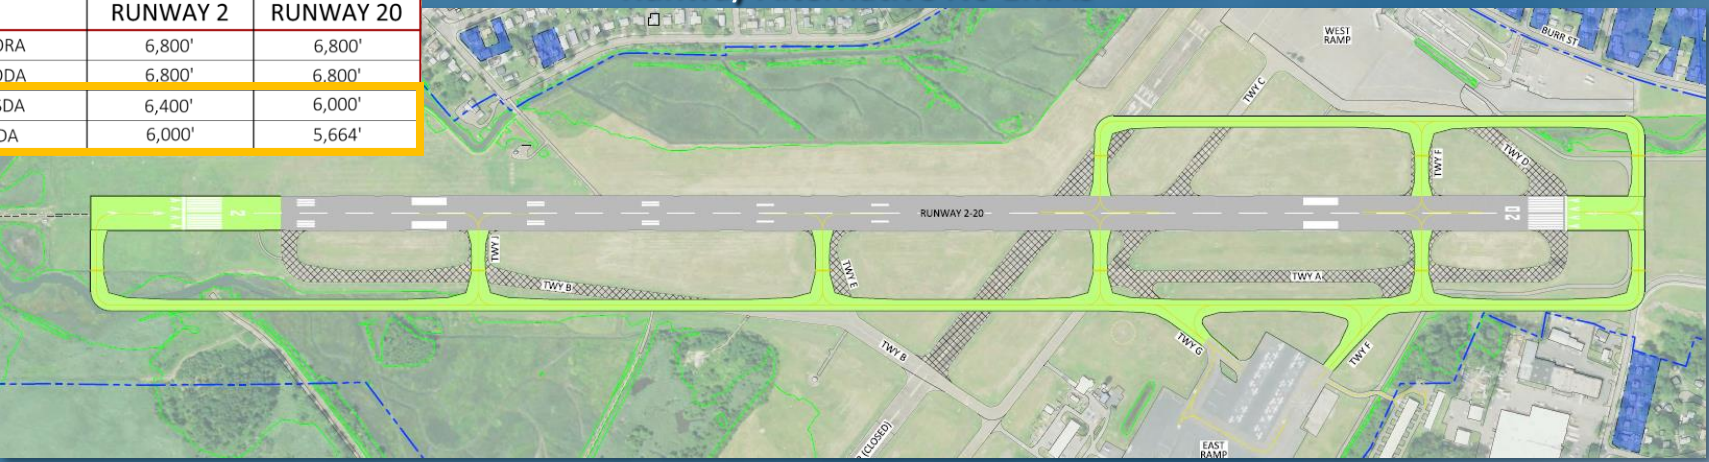 RUNWAY 2 RUNWAY 20
ORA 6,800' 6,800'
ODA 6,800' 6,800'
SDA 6,400' 6,000'
DA 6,000' 5,664'
WEST
RAMP
BURR ST
TWY C
TWY F
TWY D
2
RUNWAY 2-20
20
TWY J
TWY B
TWY E
TWY A
TWY B
TWY G
TWY F
(CLOSED)
EAST
RAMP